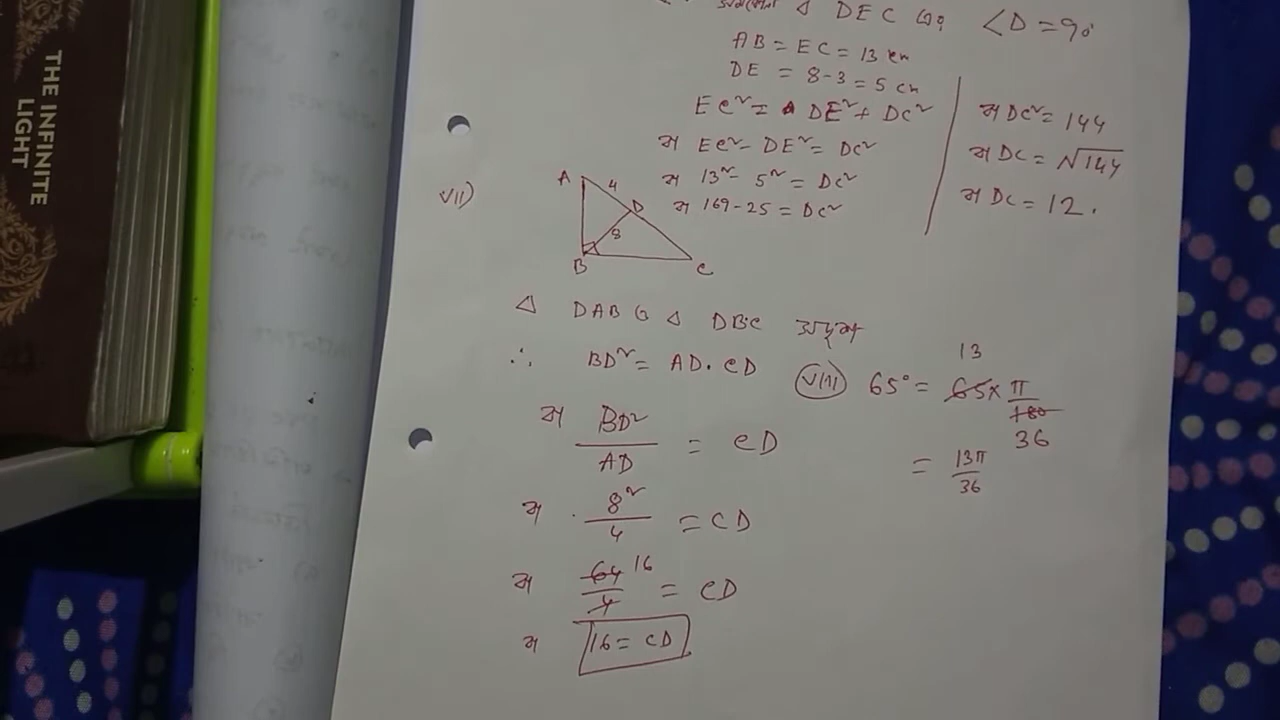 THE INFINITE
LIGHT
Δ DEC এর ∠D = 90°
AB = EC = 13 cm
DE = 8-3 = 5 cm
EC² = DE² + DC²
বা EC² - DE² = DC²
বা 13² - 5² = DC²
বা 169-25 = DC²
বা DC² = 144
বা DC = √144
বা DC = 12.
VII)
A
4
D
8
B
C
Δ DAB ও Δ DBC সদৃশ
∴ BD² = AD. CD
বা BD²/AD = CD
বা 8²/4 = CD
বা 64/4 16 = CD
বা 16 = CD
VIII) 65° = 65 13 × π/180 36
= 13π/36